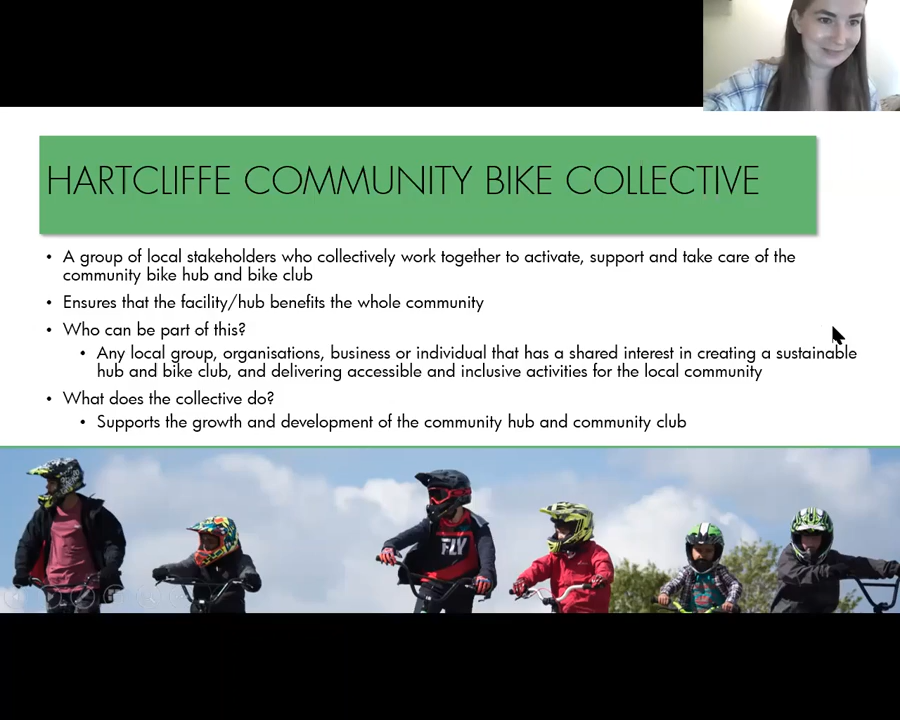 HARTCLIFFE COMMUNITY BIKE COLLECTIVE
• A group of local stakeholders who collectively work together to activate, support and take care of the
community bike hub and bike club
• Ensures that the facility/hub benefits the whole community
• Who can be part of this?
• Any local group, organisations, business or individual that has a shared interest in creating a sustainable
hub and bike club, and delivering accessible and inclusive activities for the local community
• What does the collective do?
• Supports the growth and development of the community hub and community club
FLY